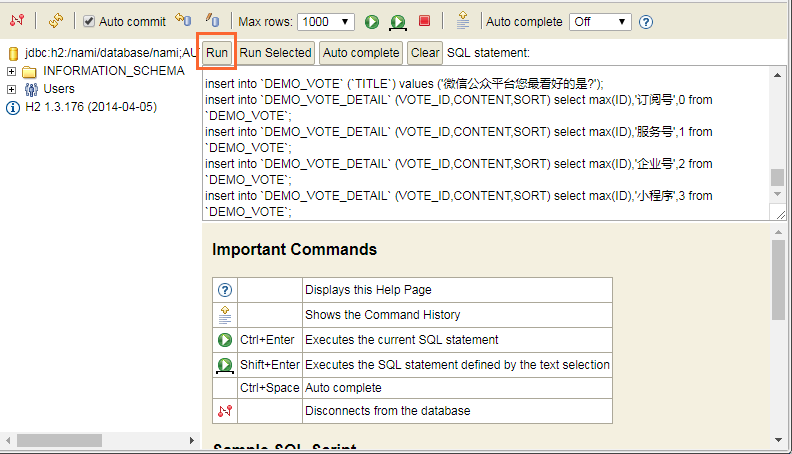 Auto commit Max rows: 1000 Auto complete Off
jdbc:h2:/nami/database/nami;AU
INFORMATION_SCHEMA
Users
H2 1.3.176 (2014-04-05)
Run Run Selected Auto complete Clear SQL statement:
insert into `DEMO_VOTE` (`TITLE`) values ('微信公众平台您最看好的是?');
insert into `DEMO_VOTE_DETAIL` (VOTE_ID,CONTENT,SORT) select max(ID),'订阅号',0 from
`DEMO_VOTE`;
insert into `DEMO_VOTE_DETAIL` (VOTE_ID,CONTENT,SORT) select max(ID),'服务号',1 from
`DEMO_VOTE`;
insert into `DEMO_VOTE_DETAIL` (VOTE_ID,CONTENT,SORT) select max(ID),'企业号',2 from
`DEMO_VOTE`;
insert into `DEMO_VOTE_DETAIL` (VOTE_ID,CONTENT,SORT) select max(ID),'小程序',3 from
`DEMO_VOTE`;
Important Commands
Displays this Help Page
Shows the Command History
Ctrl+Enter Executes the current SQL statement
Shift+Enter Executes the SQL statement defined by the text selection
Ctrl+Space Auto complete
Disconnects from the database
Sample SQL Script